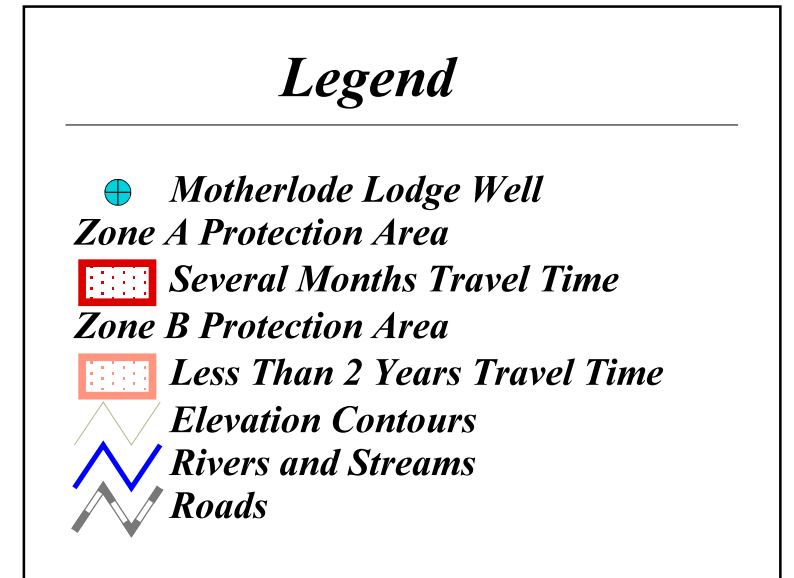 Legend
Motherlode Lodge Well
Zone A Protection Area
Several Months Travel Time
Zone B Protection Area
Less Than 2 Years Travel Time
Elevation Contours
Rivers and Streams
Roads